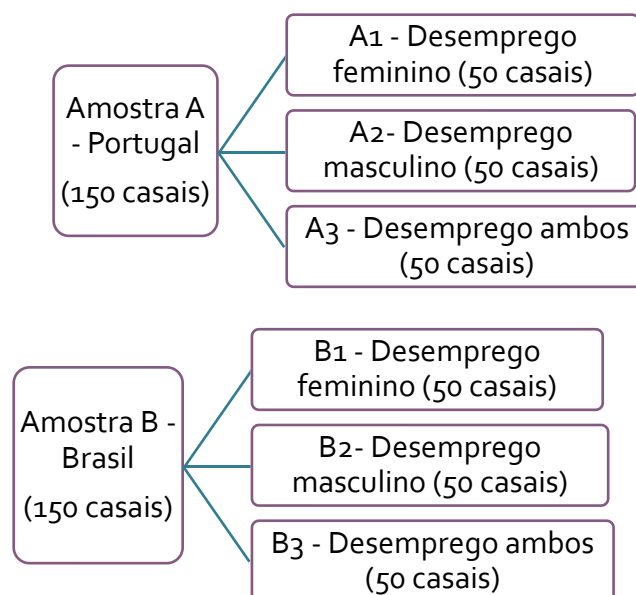 Amostra A
- Portugal
(150 casais)
A1 - Desemprego
feminino (50 casais)
A2- Desemprego
masculino (50 casais)
A3 - Desemprego ambos
(50 casais)
Amostra B -
Brasil
(150 casais)
B1 - Desemprego
feminino (50 casais)
B2- Desemprego
masculino (50 casais)
B3 - Desemprego ambos
(50 casais)